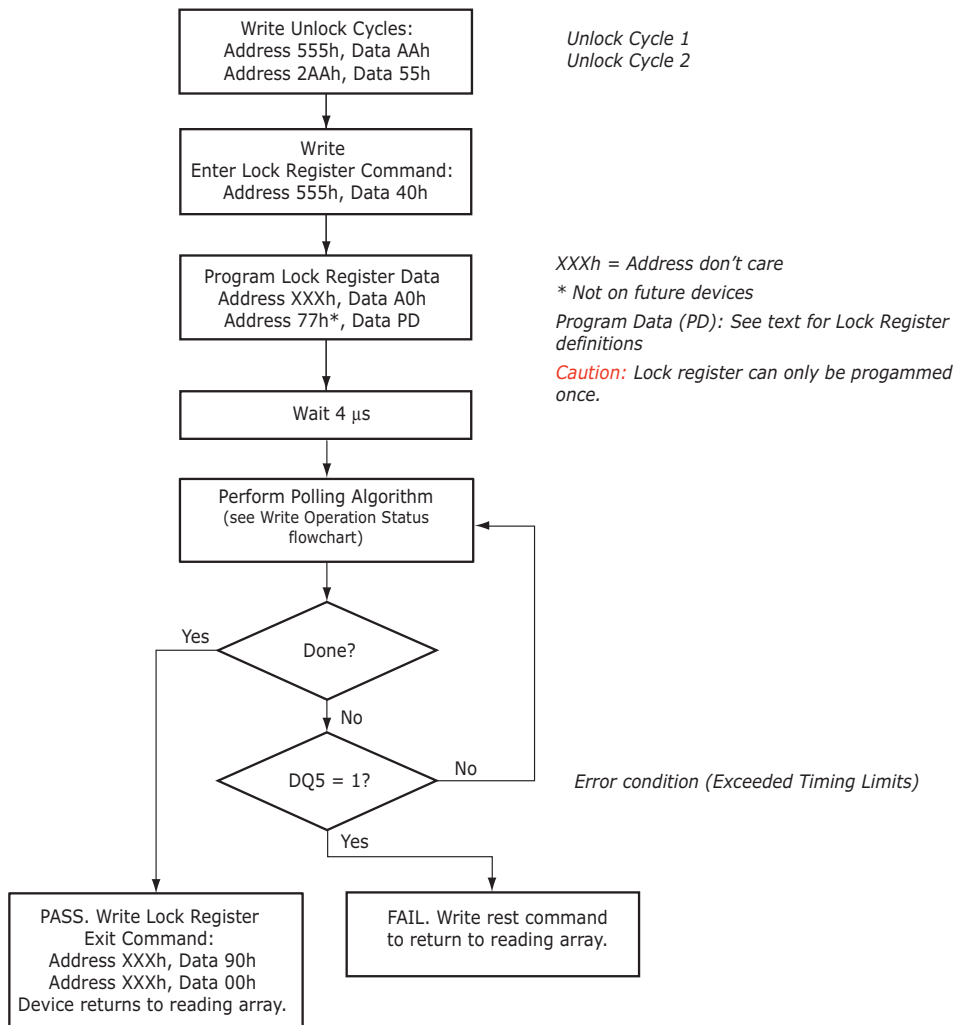 Write Unlock Cycles:
Address 555h, Data AAh
Address 2AAh, Data 55h
Unlock Cycle 1
Unlock Cycle 2
Write
Enter Lock Register Command:
Address 555h, Data 40h
Program Lock Register Data
Address XXXh, Data A0h
Address 77h*, Data PD
XXXh = Address don't care
* Not on future devices
Program Data (PD): See text for Lock Register
definitions
Caution: Lock register can only be progammed
once.
Wait 4 μs
Perform Polling Algorithm
(see Write Operation Status
flowchart)
Yes
Done?
No
DQ5 = 1?
No
Error condition (Exceeded Timing Limits)
Yes
PASS. Write Lock Register
Exit Command:
Address XXXh, Data 90h
Address XXXh, Data 00h
Device returns to reading array.
FAIL. Write rest command
to return to reading array.